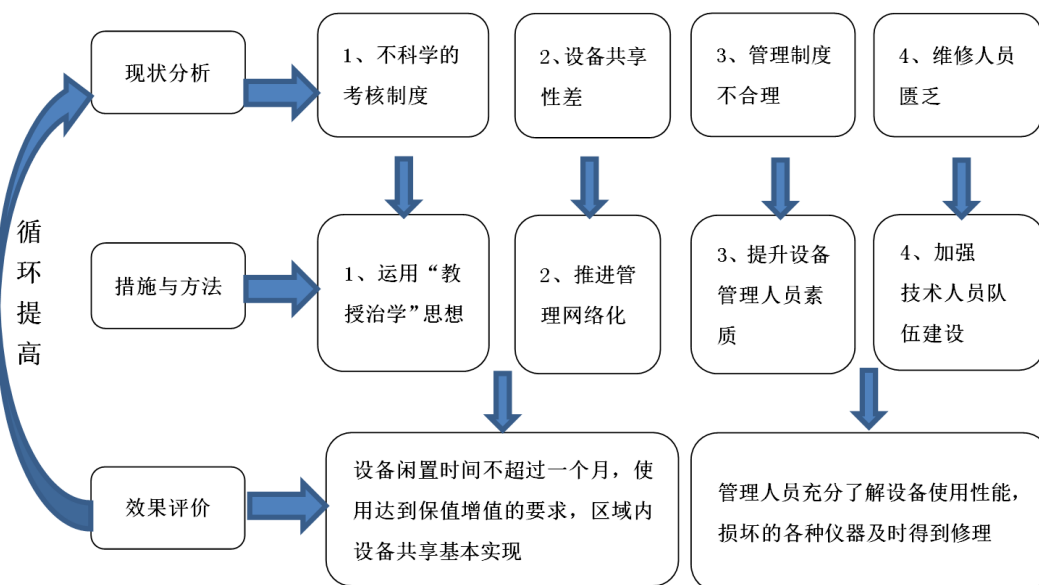 现状分析
1、不科学的
考核制度
2、设备共享
性差
3、管理制度
不合理
4、维修人员
匮乏
循
环
提
高
措施与方法
1、运用“教
授治学”思想
2、推进管
理网络化
3、提升设备
管理人员素
质
4、加强
技术人员队
伍建设
效果评价
设备闲置时间不超过一个月，使
用达到保值增值的要求，区域内
设备共享基本实现
管理人员充分了解设备使用性能，
损坏的各种仪器及时得到修理